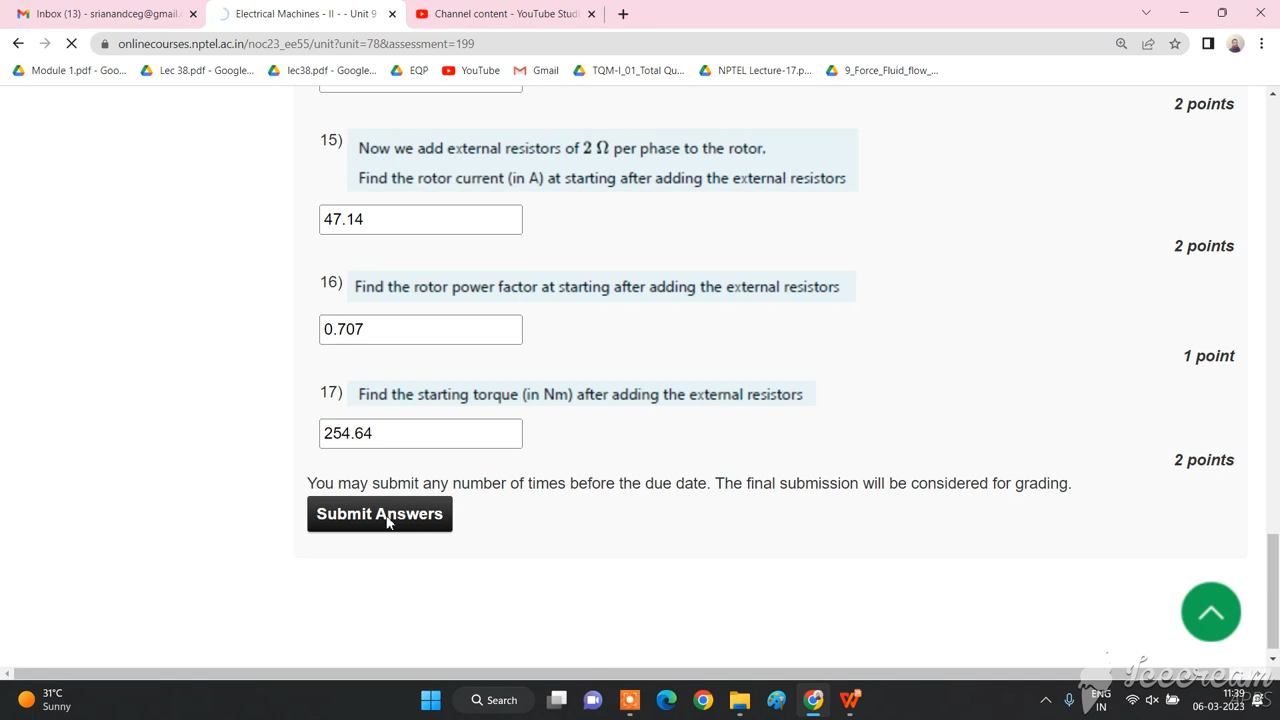 Inbox (13) - srianandceg@gmail.c
Electrical Machines - II - - Unit 9
Channel content - YouTube Studi
onlinecourses.nptel.ac.in/noc23_ee55/unit?unit=78&assessment=199
Module 1.pdf - Goo...
Lec 38.pdf - Google...
lec38.pdf - Google...
EQP
YouTube
Gmail
TQM-I_01_Total Qu...
NPTEL Lecture-17.p...
9_Force_Fluid_flow_...
2 points
15) Now we add external resistors of 2 Ω per phase to the rotor.
Find the rotor current (in A) at starting after adding the external resistors
47.14
2 points
16) Find the rotor power factor at starting after adding the external resistors
0.707
1 point
17) Find the starting torque (in Nm) after adding the external resistors
254.64
2 points
You may submit any number of times before the due date. The final submission will be considered for grading.
Submit Answers
Icecream
31°C
Sunny
Search
ENG
IN
11:39
06-03-2023